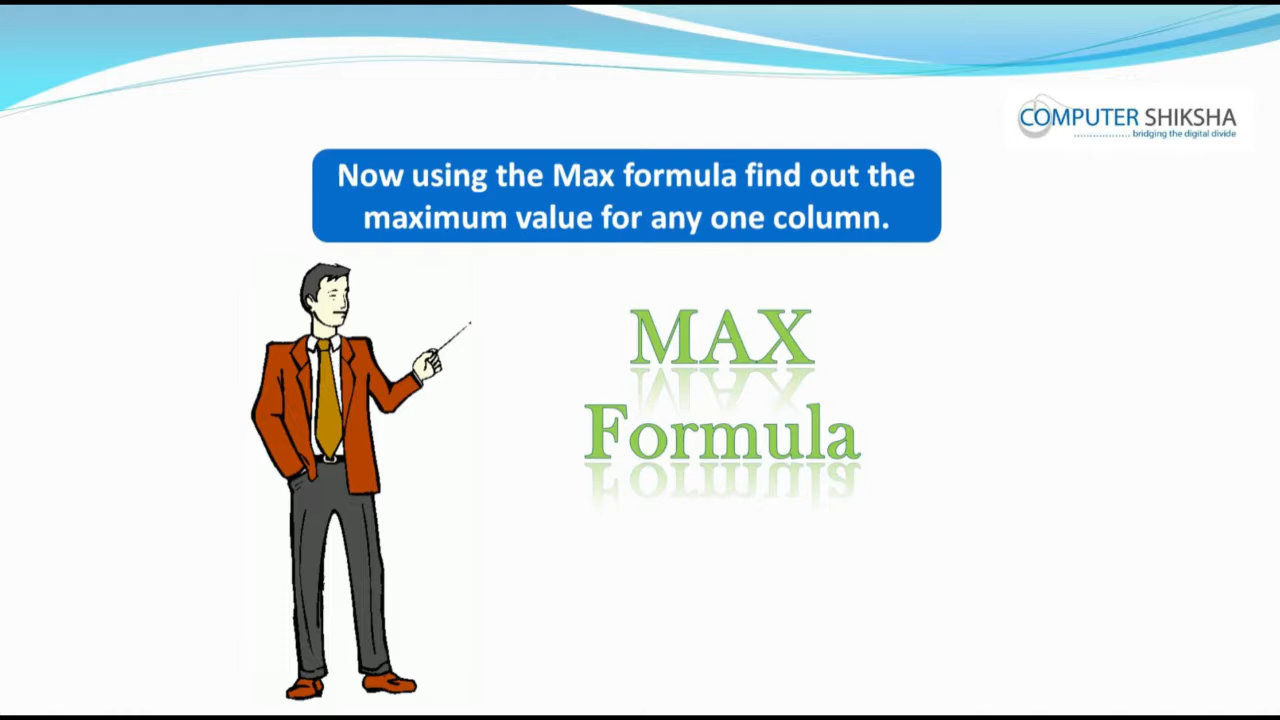 COMPUTER SHIKSHA
bridging the digital divide
Now using the Max formula find out the
maximum value for any one column.
MAX
Formula